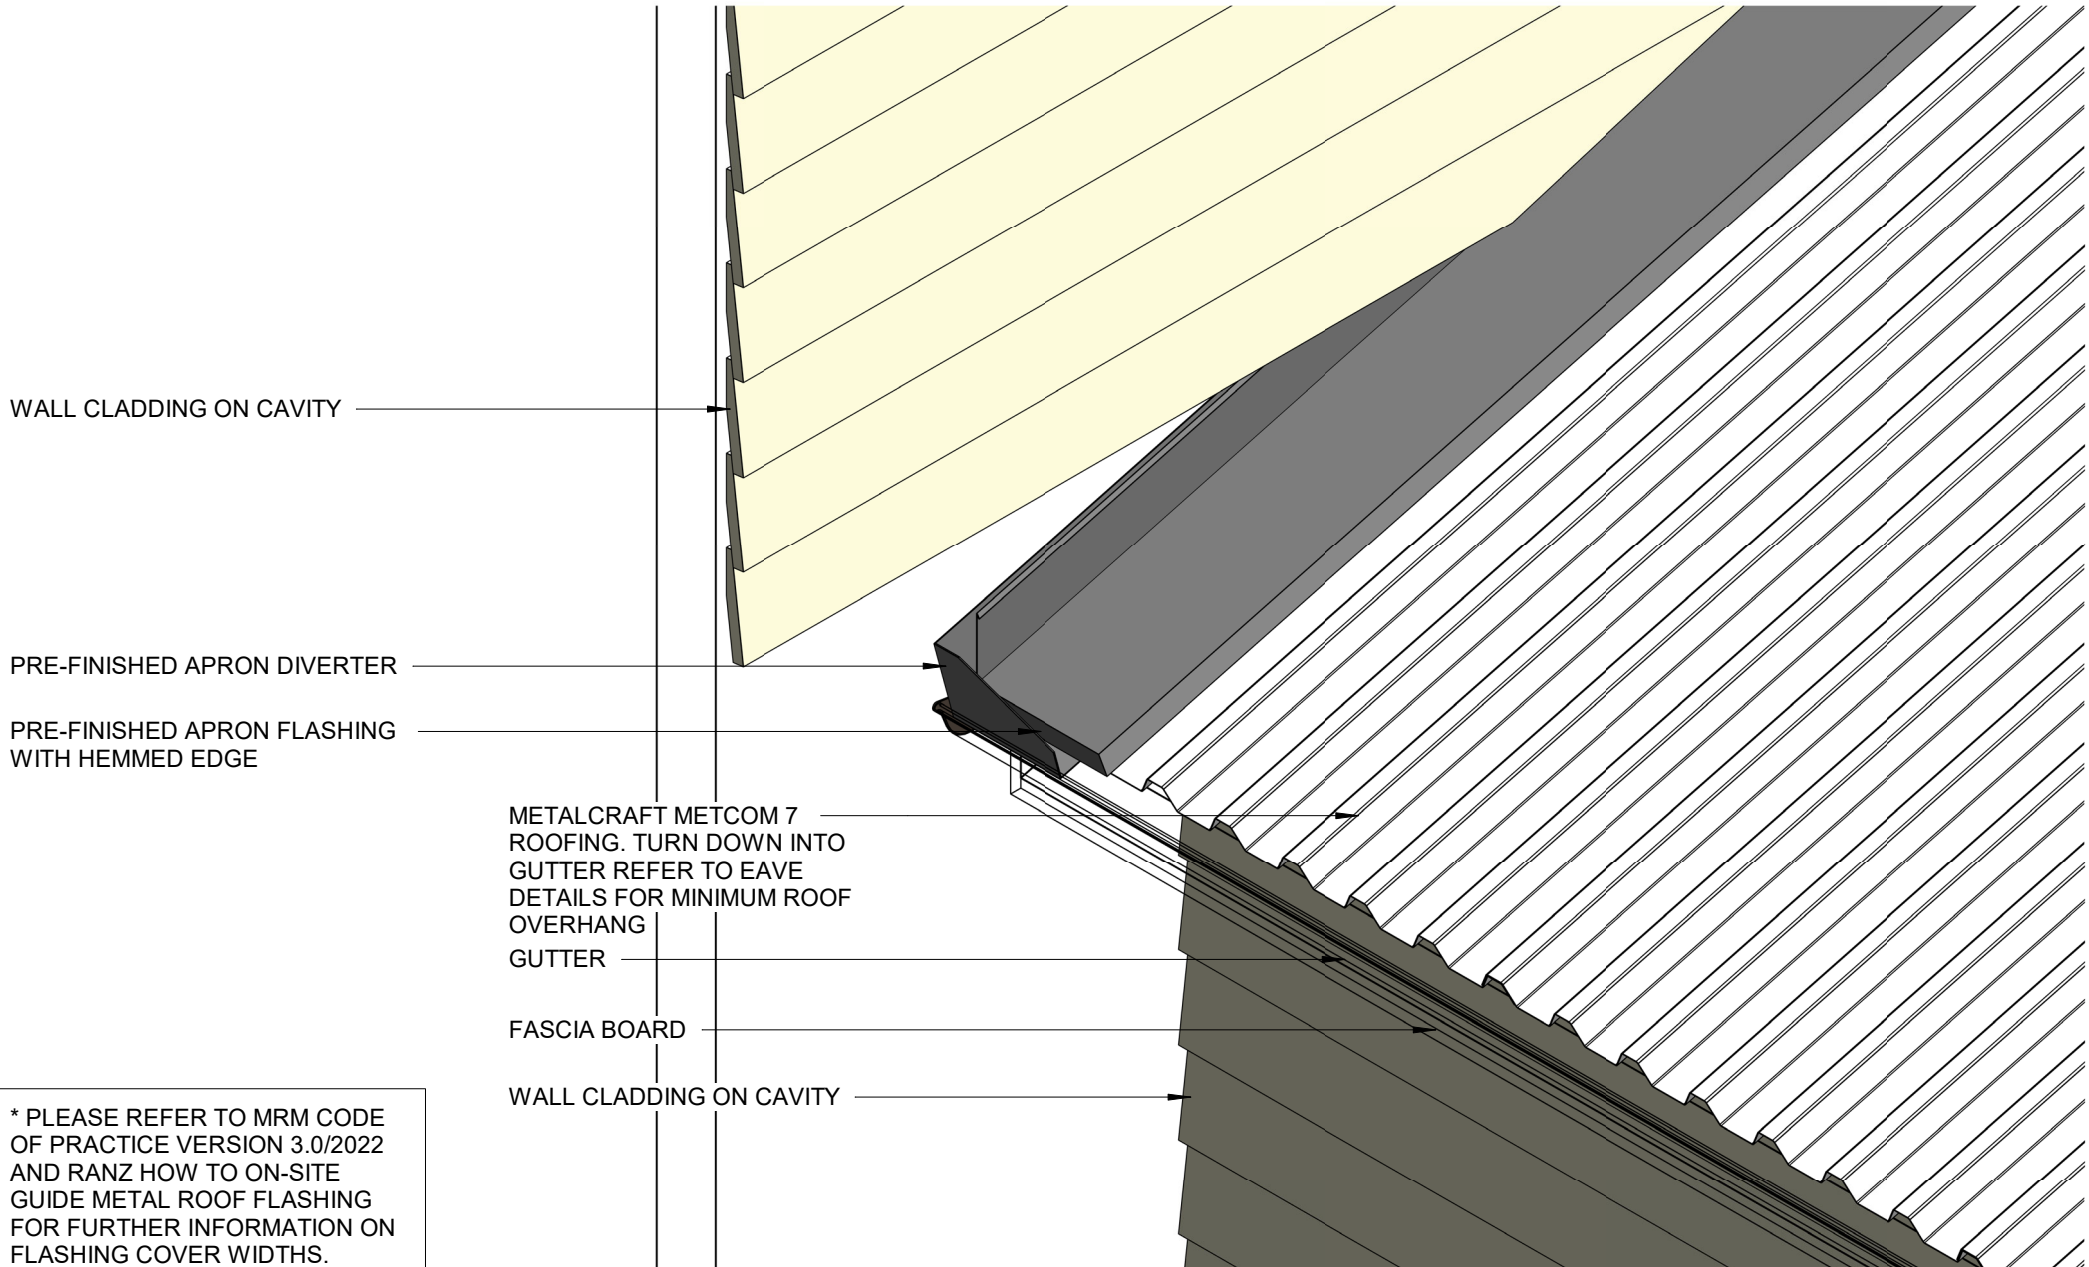 WALL CLADDING ON CAVITY
PRE-FINISHED APRON DIVERTER
PRE-FINISHED APRON FLASHING
WITH HEMMED EDGE
METALCRAFT METCOM 7
ROOFING. TURN DOWN INTO
GUTTER REFER TO EAVE
DETAILS FOR MINIMUM ROOF
OVERHANG
GUTTER
FASCIA BOARD
WALL CLADDING ON CAVITY
* PLEASE REFER TO MRM CODE
OF PRACTICE VERSION 3.0/2022
AND RANZ HOW TO ON-SITE
GUIDE METAL ROOF FLASHING
FOR FURTHER INFORMATION ON
FLASHING COVER WIDTHS.